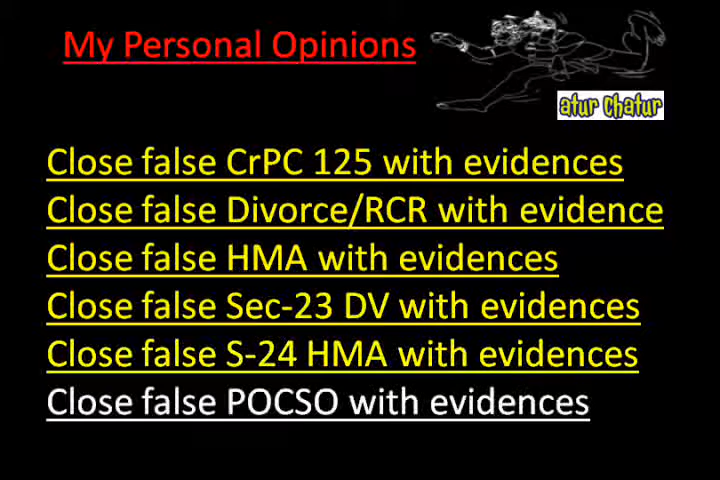 My Personal Opinions
atur Chatur
Close false CrPC 125 with evidences
Close false Divorce/RCR with evidence
Close false HMA with evidences
Close false Sec-23 DV with evidences
Close false S-24 HMA with evidences
Close false POCSO with evidences